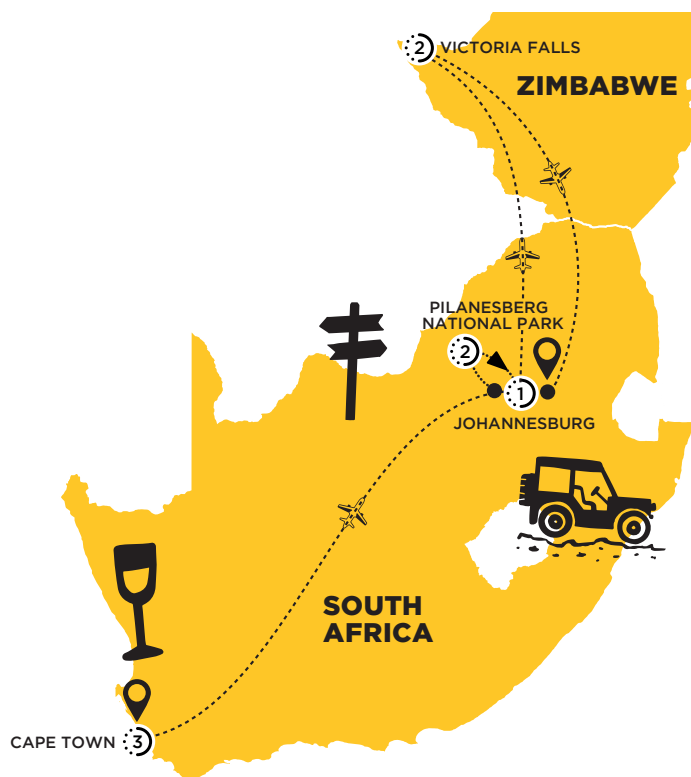 2 VICTORIA FALLS
ZIMBABWE
PILANESBERG
NATIONAL PARK
2
1
JOHANNESBURG
SOUTH
AFRICA
CAPE TOWN 3